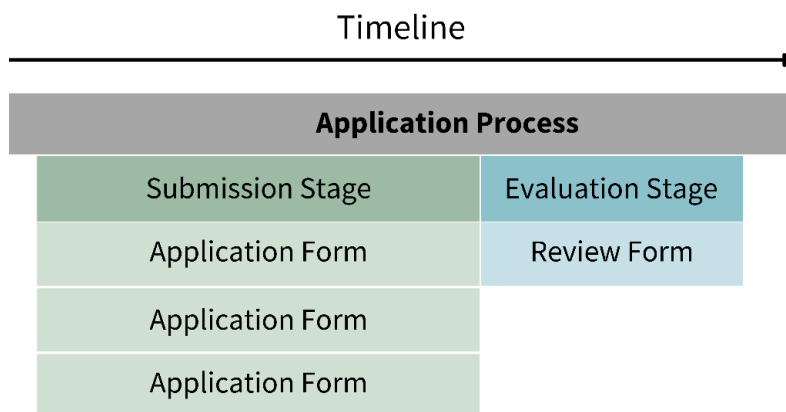 Timeline
Application Process
Submission Stage Evaluation Stage
Application Form Review Form
Application Form
Application Form